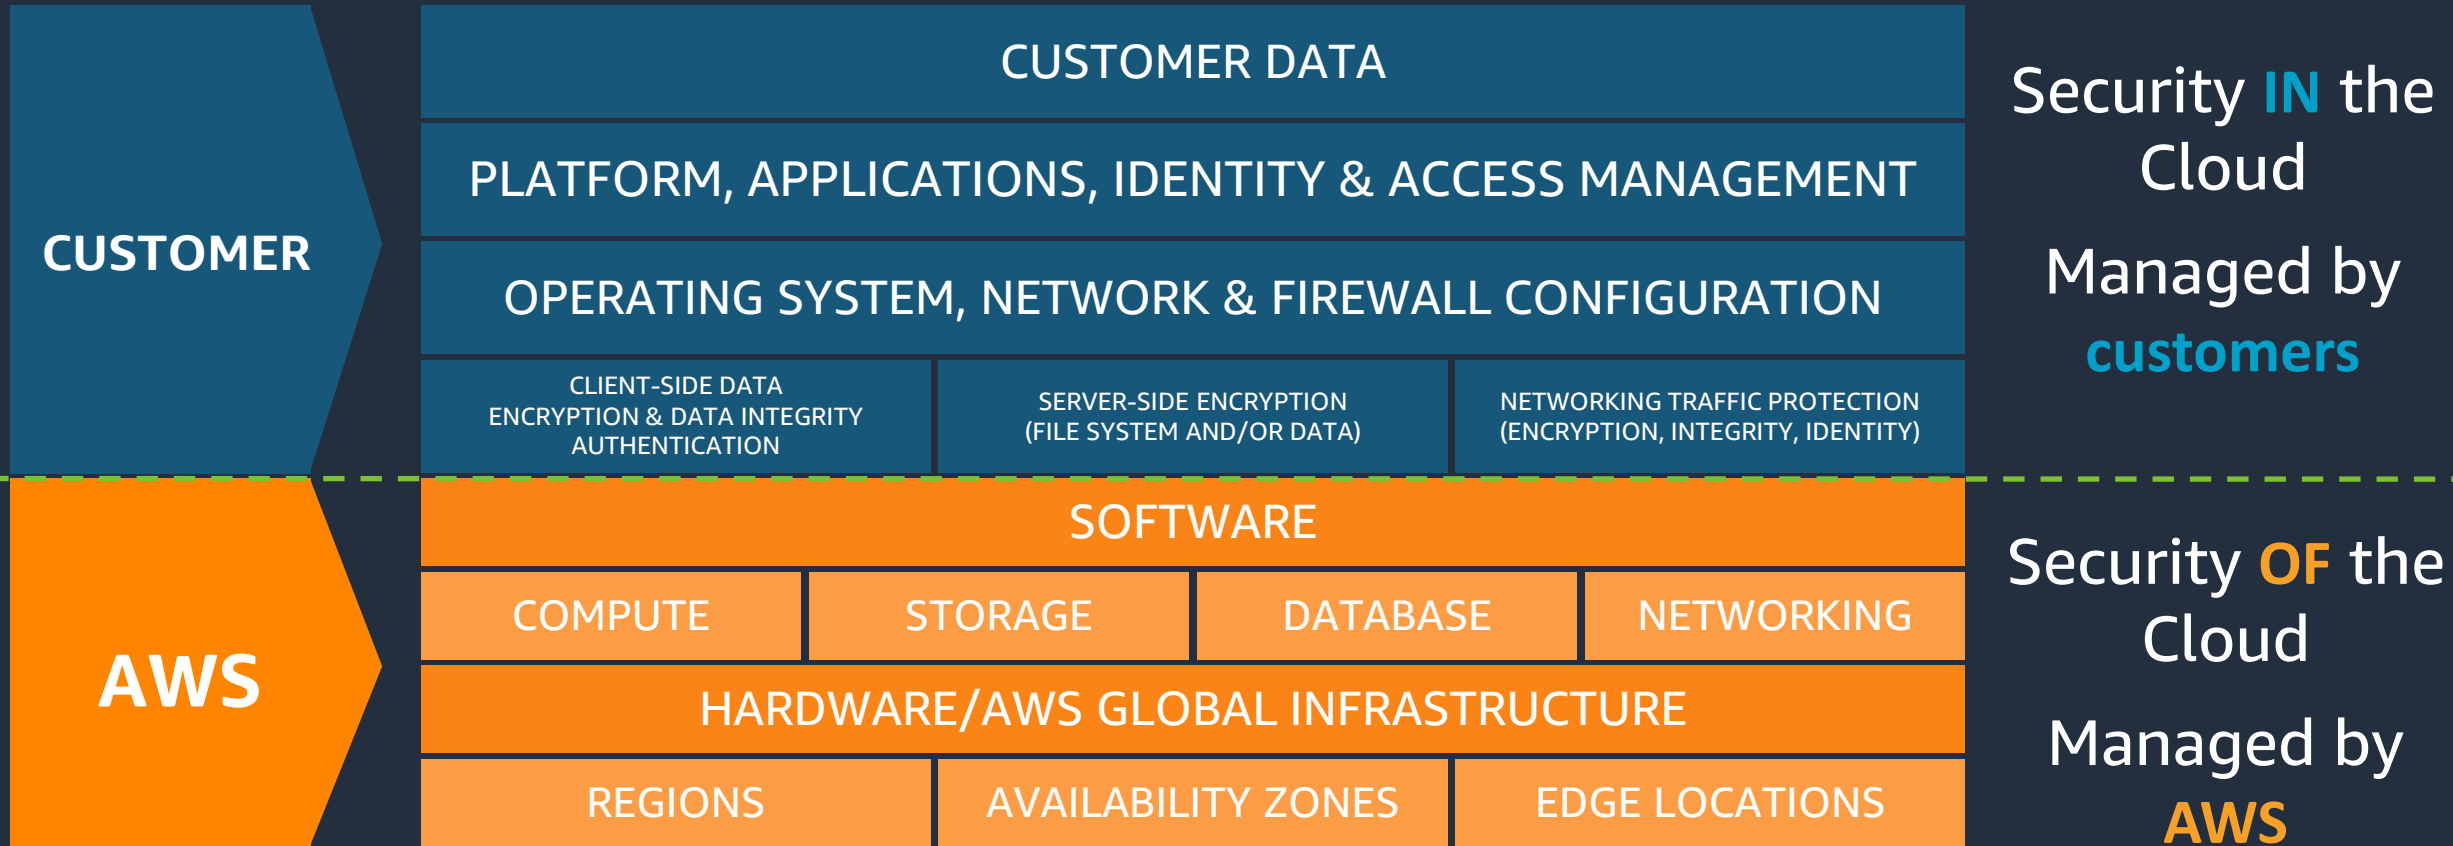 CUSTOMER
CUSTOMER DATA
PLATFORM, APPLICATIONS, IDENTITY & ACCESS MANAGEMENT
OPERATING SYSTEM, NETWORK & FIREWALL CONFIGURATION
CLIENT-SIDE DATA
ENCRYPTION & DATA INTEGRITY
AUTHENTICATION
SERVER-SIDE ENCRYPTION
(FILE SYSTEM AND/OR DATA)
NETWORKING TRAFFIC PROTECTION
(ENCRYPTION, INTEGRITY, IDENTITY)
Security IN the
Cloud
Managed by
customers
AWS
SOFTWARE
COMPUTE
STORAGE
DATABASE
NETWORKING
HARDWARE/AWS GLOBAL INFRASTRUCTURE
REGIONS
AVAILABILITY ZONES
EDGE LOCATIONS
Security OF the
Cloud
Managed by
AWS